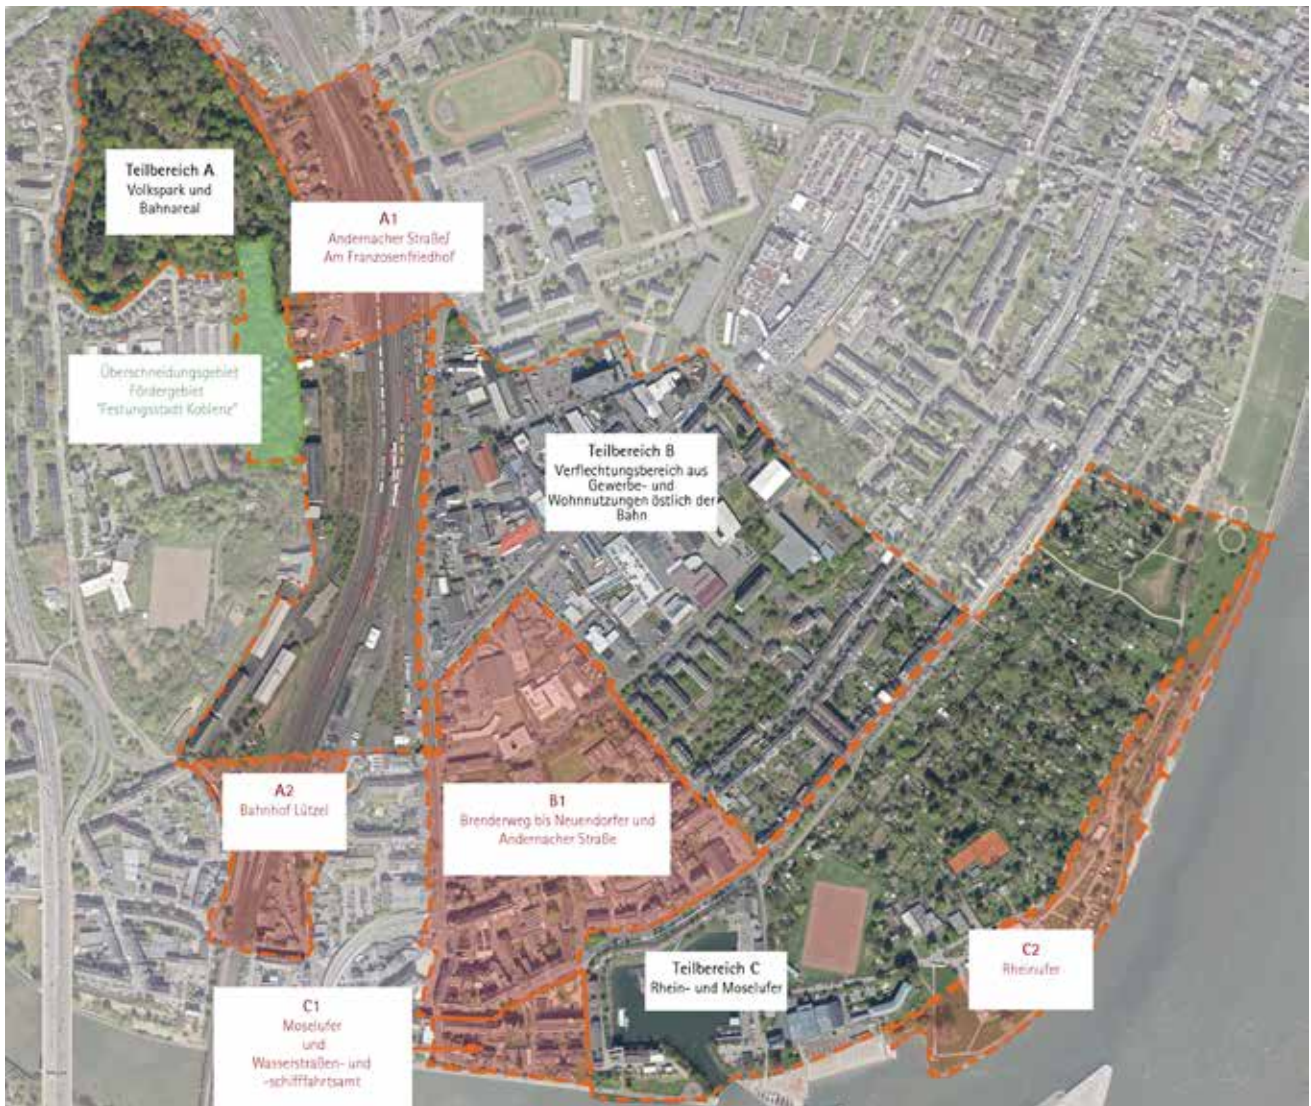 Teilbereich A
Volkspark und
Bahnareal
A1
Andernacher Straße/
Am Franzosenfriedhof
Überschneidungsgebiet
Fördergebiet
"Festungsstadt Koblenz"
Teilbereich B
Verflechtungsbereich aus
Gewerbe- und
Wohnnutzungen östlich der
Bahn
A2
Bahnhof Lützel
B1
Brenderweg bis Neuendorfer und
Andernacher Straße
Teilbereich C
Rhein- und Moselufer
C2
Rheinufer
C1
Moselufer
und
Wasserstraßen- und
-schifffahrtsamt